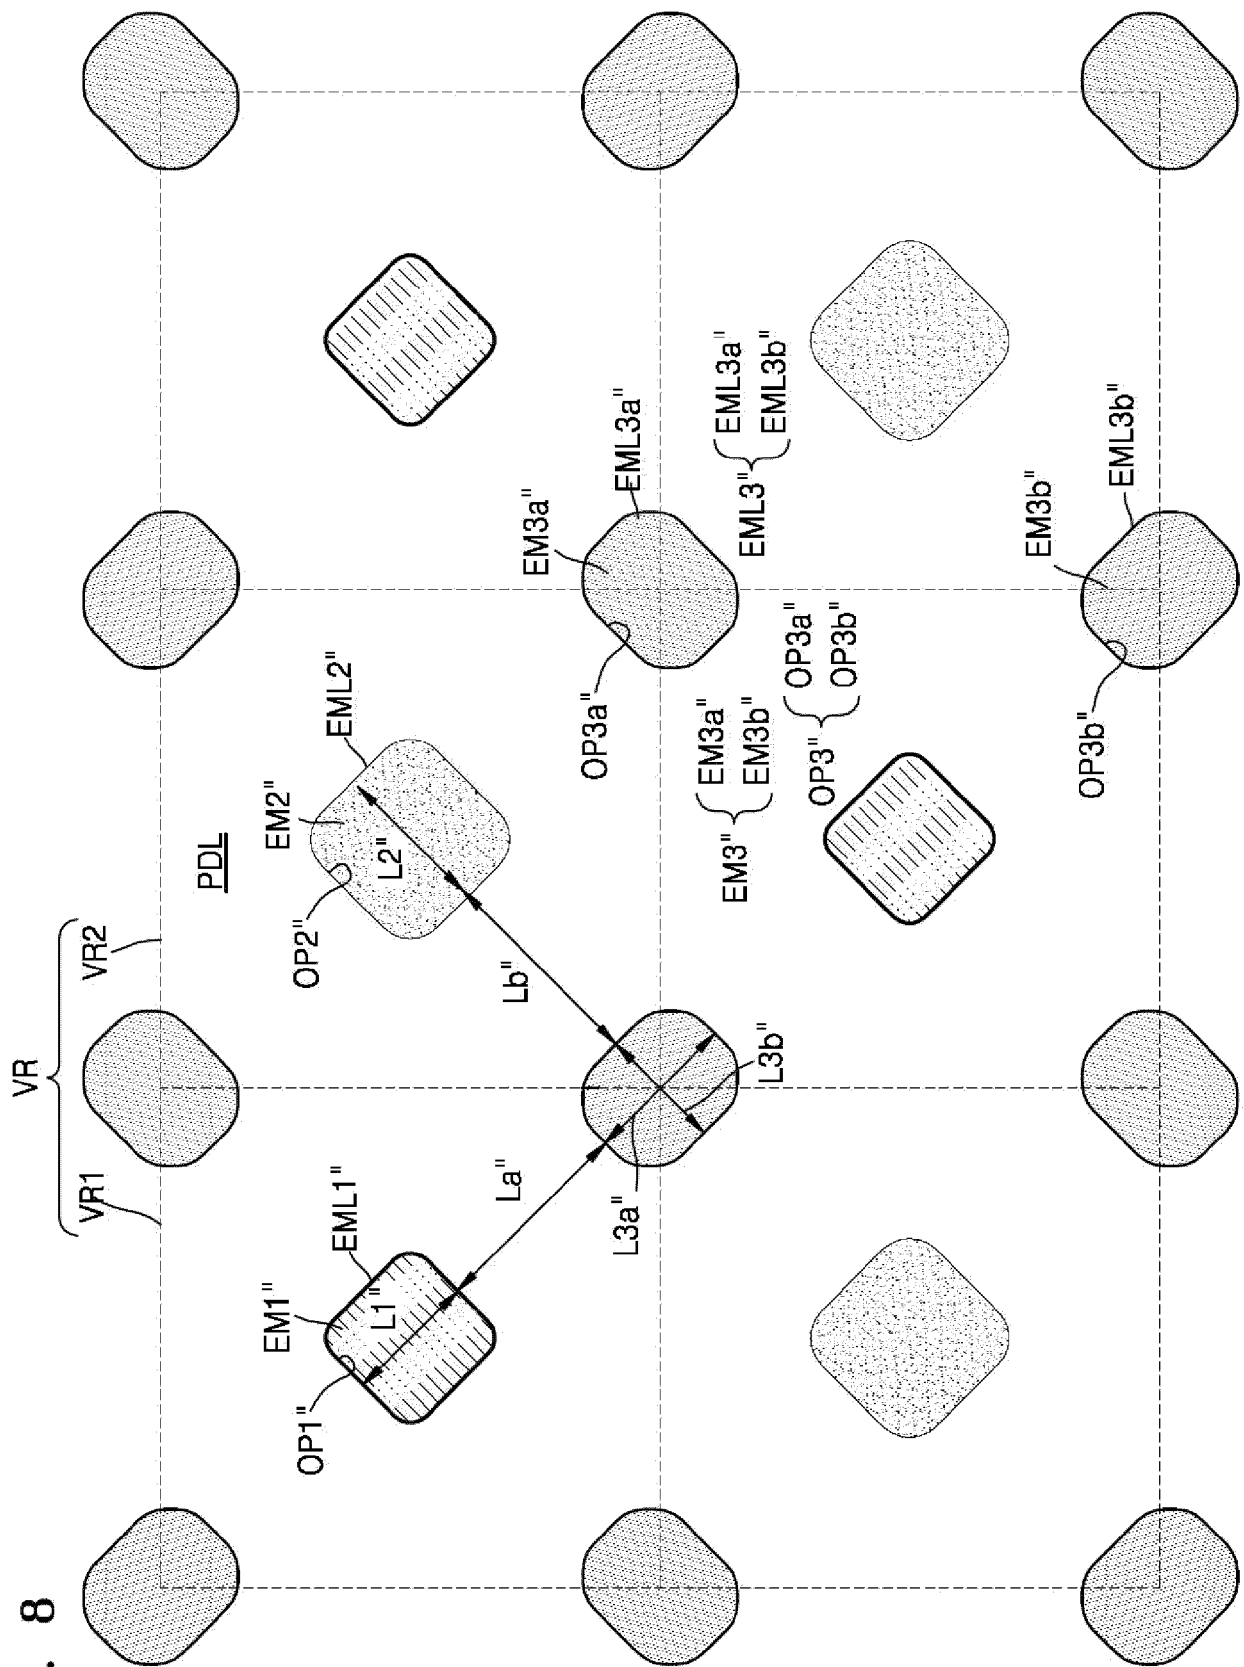 . 8
VR
VR1
VR2
PDL
EM1"
EML1"
OP1"
L1"
EM2"
EML2"
OP2"
L2"
La"
Lb"
L3a"
L3b"
EM3a"
EML3a"
OP3a"
EM3" { EM3a"
EM3b"
OP3" { OP3a"
OP3b"
EML3" { EML3a"
EML3b"
EM3b"
EML3b"
OP3b"